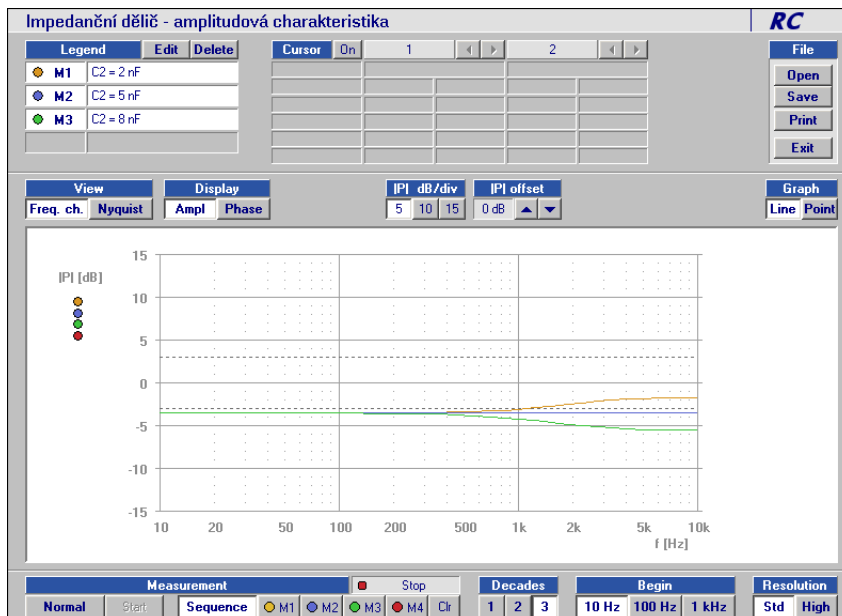 Impedanční dělič - amplitudová charakteristika
RC
Legend Edit Delete
M1 C2 = 2 nF
M2 C2 = 5 nF
M3 C2 = 8 nF
Cursor On 1 2
File
Open
Save
Print
Exit
View
Freq. ch. Nyquist
Display
Ampl Phase
|P| dB/div
5 10 15
|P| offset
0 dB
Graph
Line Point
|P| [dB]
15
10
5
0
-5
-10
-15
10 20 50 100 200 500 1k 2k 5k 10k
f [Hz]
Measurement Stop
Normal Start Sequence M1 M2 M3 M4 Clr
Decades
1 2 3
Begin
10 Hz 100 Hz 1 kHz
Resolution
Std High